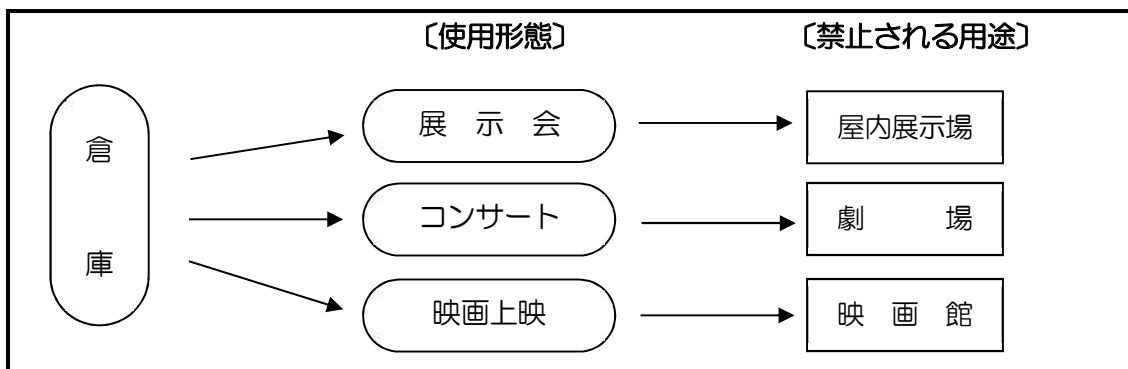 〔使用形態〕 〔禁止される用途〕
倉庫
展示会 屋内展示場
コンサート 劇場
映画上映 映画館